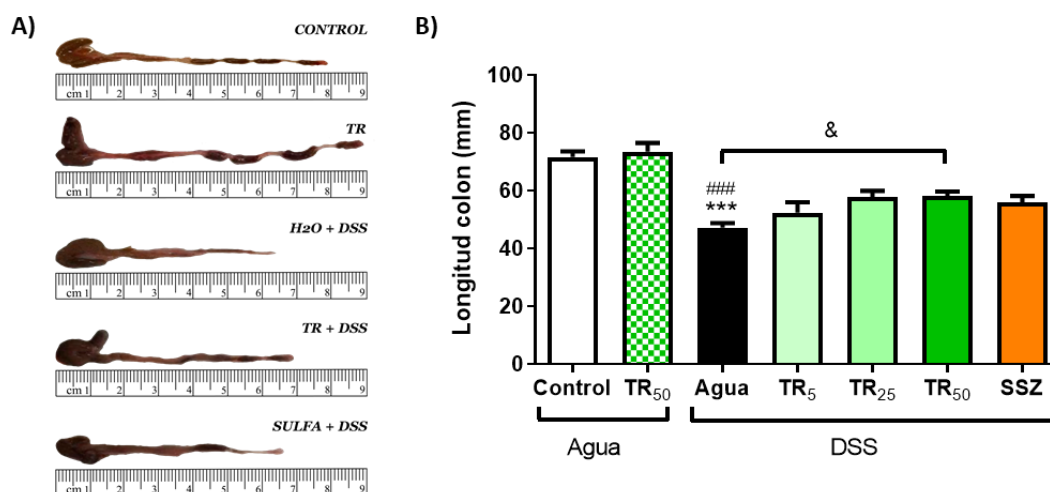 A)
CONTROL
cm 1 2 3 4 5 6 7 8 9
TR
cm 1 2 3 4 5 6 7 8 9
H2O + DSS
cm 1 2 3 4 5 6 7 8 9
TR + DSS
cm 1 2 3 4 5 6 7 8 9
SULFA + DSS
cm 1 2 3 4 5 6 7 8 9
B)
Longitud colon (mm)
100
80
60
40
20
0
&
###
***
Control TR50 Agua TR5 TR25 TR50 SSZ
Agua DSS